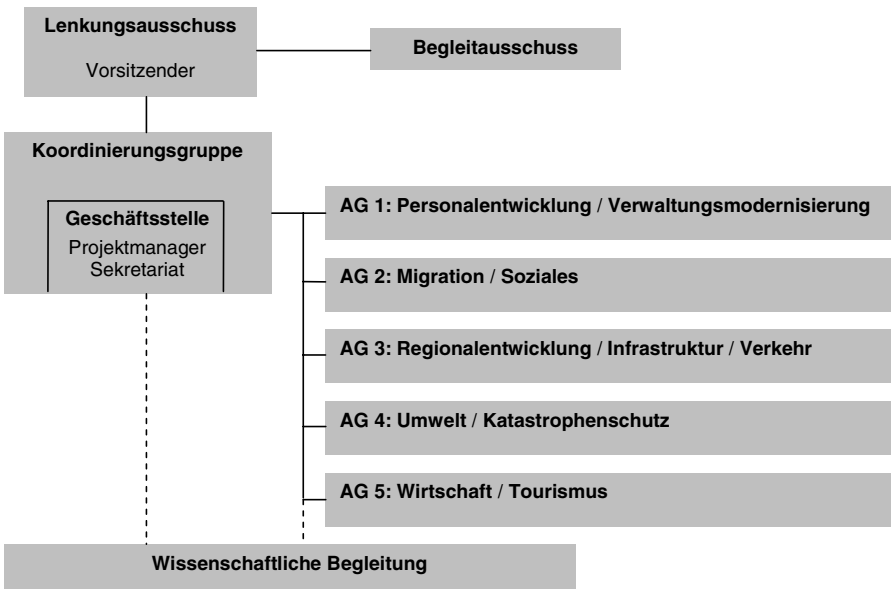 Lenkungsausschuss
Vorsitzender
Begleitausschuss
Koordinierungsgruppe
Geschäftsstelle
Projektmanager
Sekretariat
AG 1: Personalentwicklung / Verwaltungsmodernisierung
AG 2: Migration / Soziales
AG 3: Regionalentwicklung / Infrastruktur / Verkehr
AG 4: Umwelt / Katastrophenschutz
AG 5: Wirtschaft / Tourismus
Wissenschaftliche Begleitung